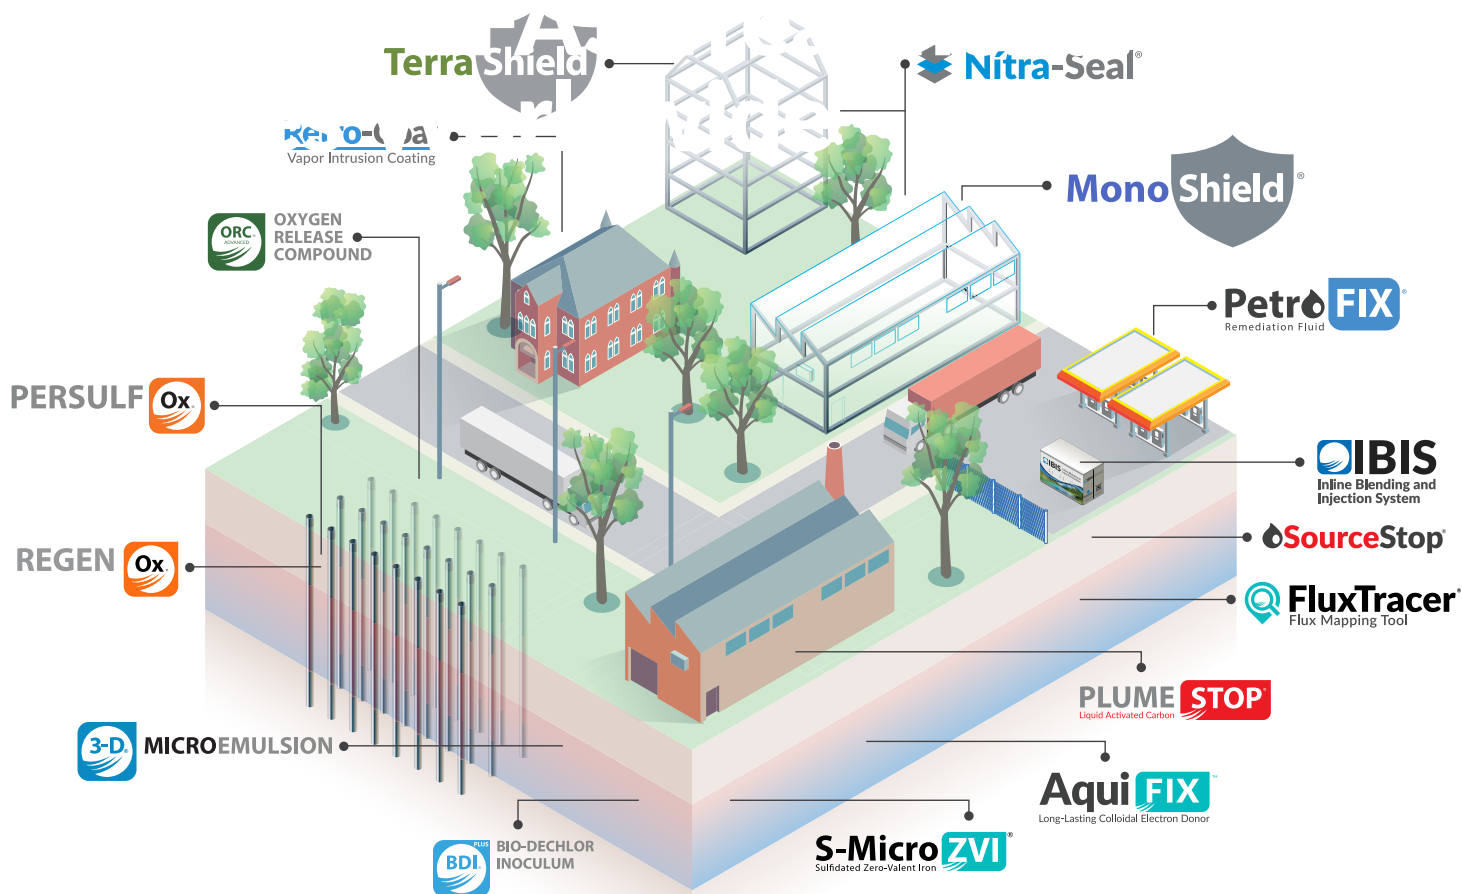 TerraShield
Nítra-Seal®
Vapor Intrusion Coating
MonoShield®
ORC®
ADVANCED
OXYGEN
RELEASE
COMPOUND
PetroFIX®
Remediation Fluid
PERSULF Ox®
IBIS
IBIS
Inline Blending and
Injection System
SourceStop®
REGEN Ox®
FluxTracer®
Flux Mapping Tool
PLUMESTOP®
Liquid Activated Carbon
3-D® MICROEMULSION
AquiFIX™
Long-Lasting Colloidal Electron Donor
S-MicroZVI®
Sulfidated Zero-Valent Iron
BDI® PLUS
BIO-DECHLOR
INOCULUM